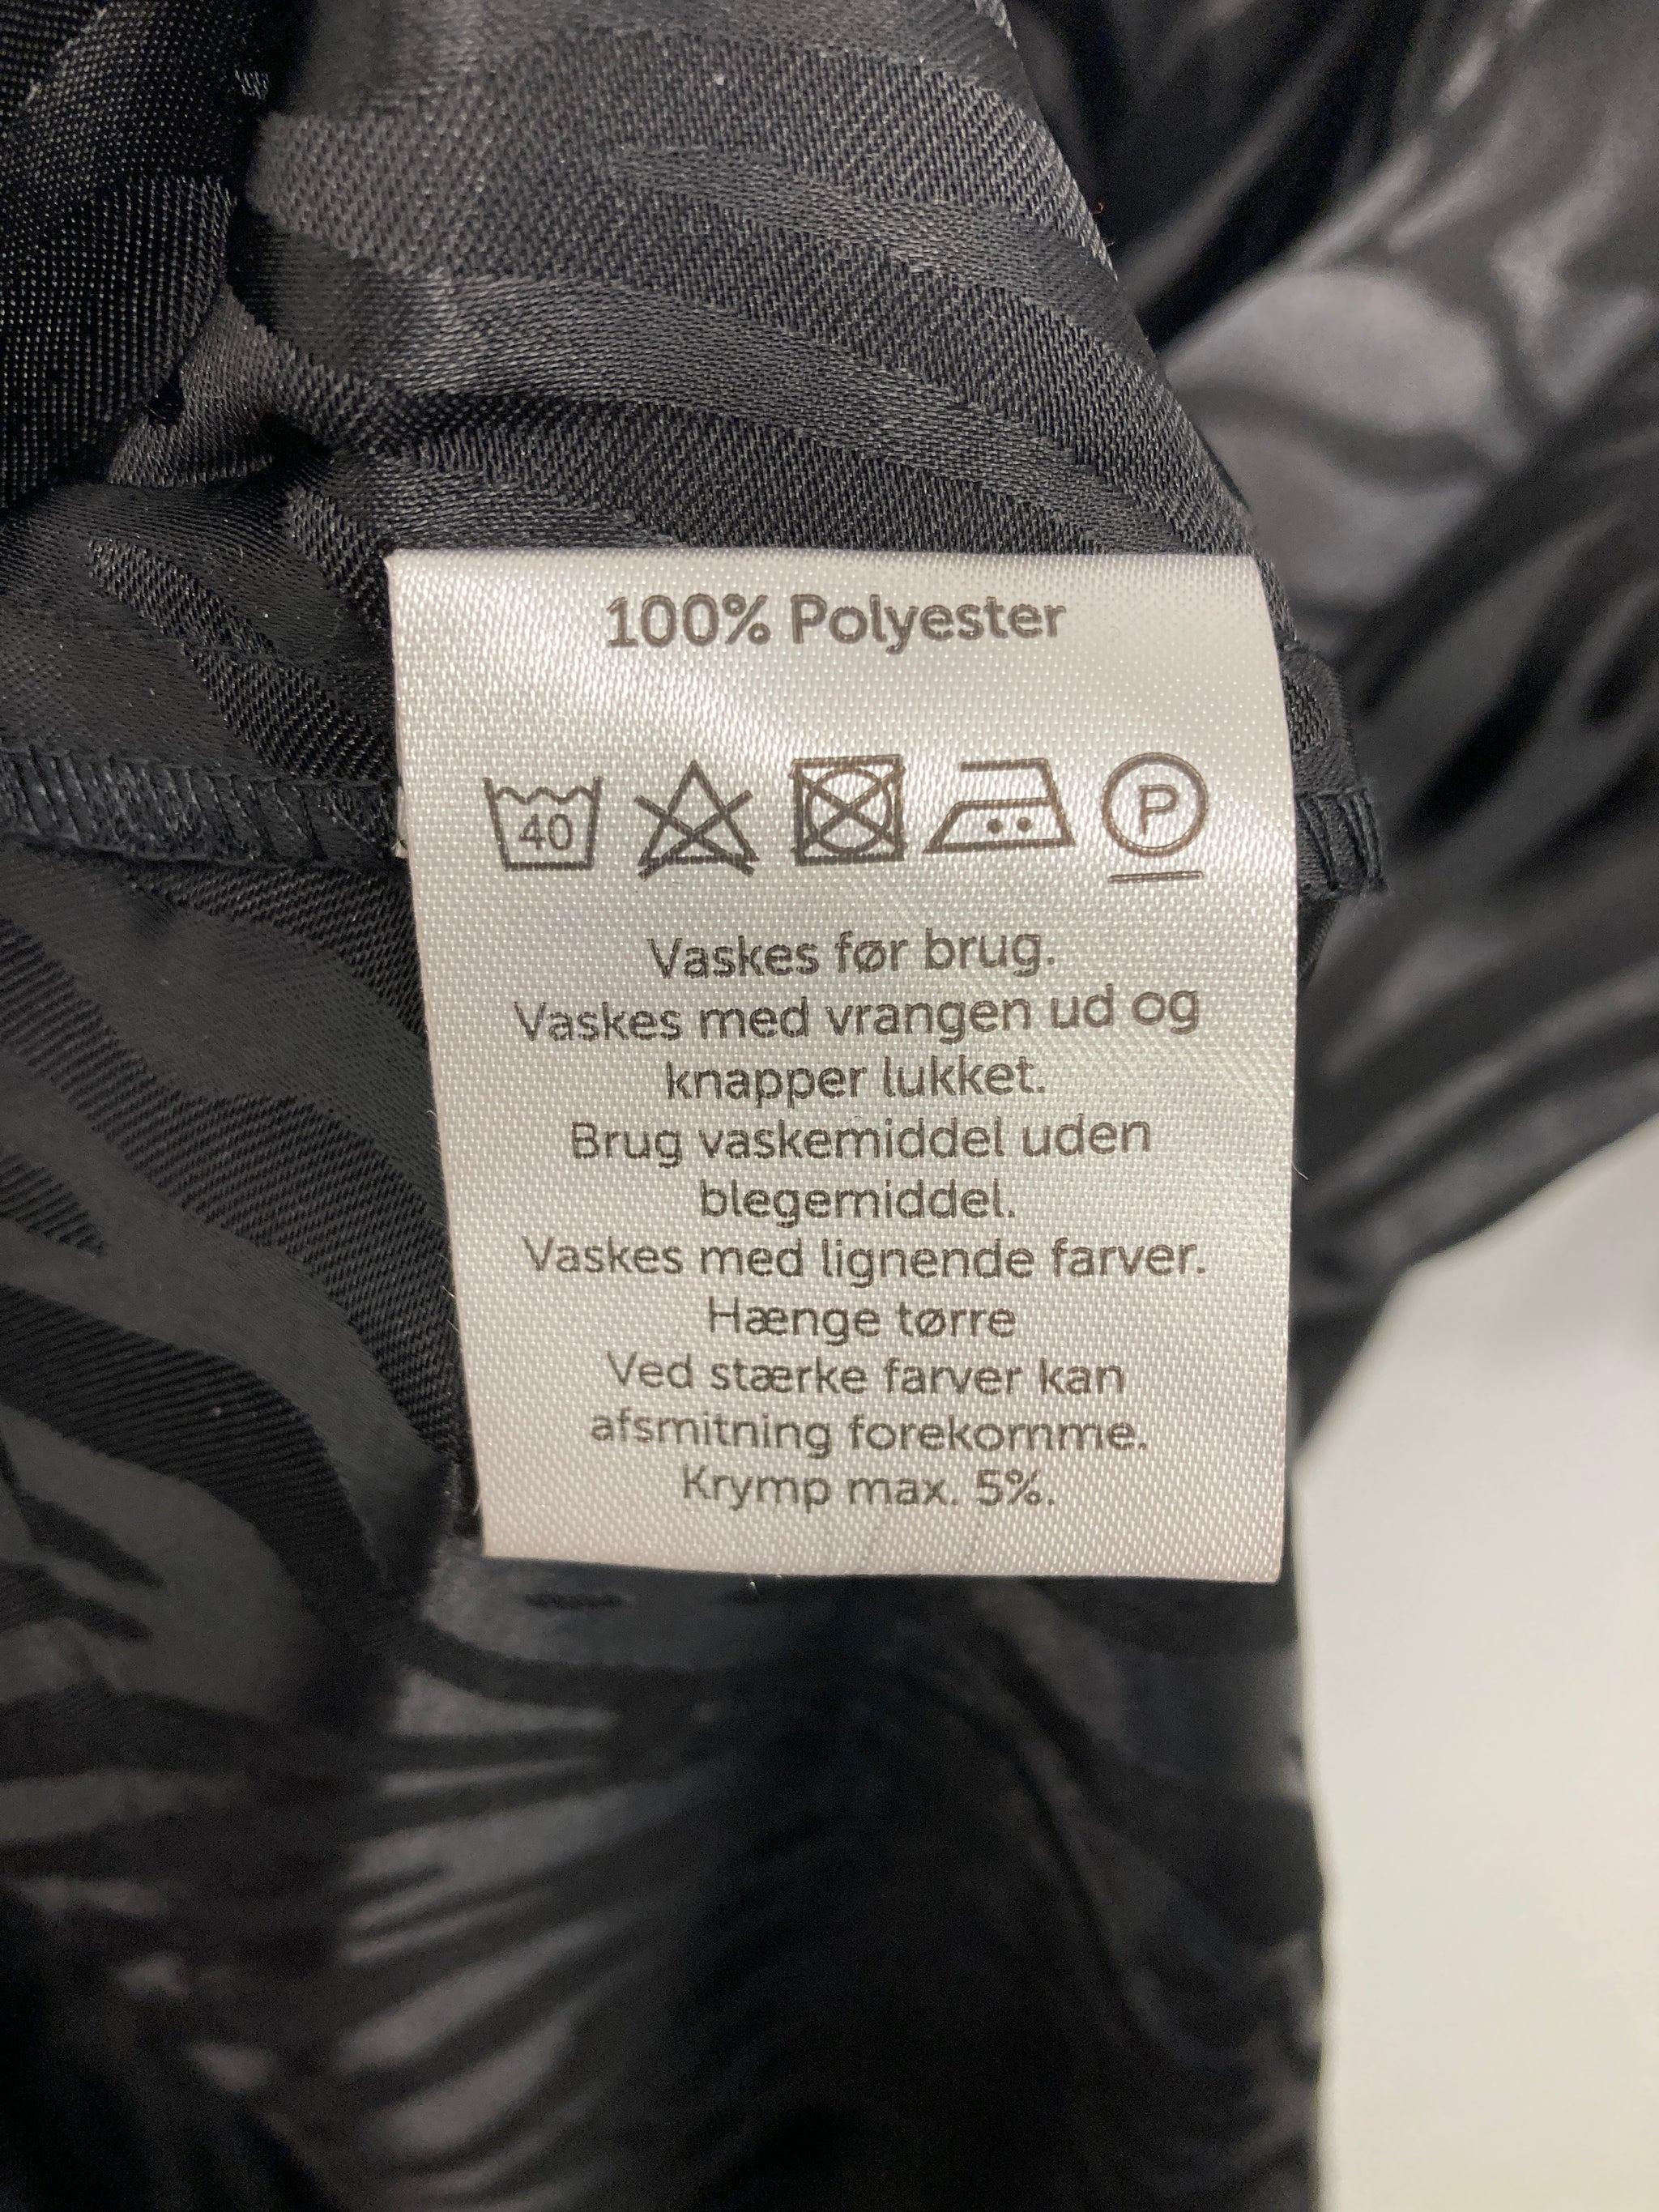 100% Polyester
40 P
Vaskes før brug.
Vaskes med vrangen ud og
knapper lukket.
Brug vaskemiddel uden
blegemiddel.
Vaskes med lignende farver.
Hænge tørre
Ved stærke farver kan
afsmitning forekomme.
Krymp max. 5%.